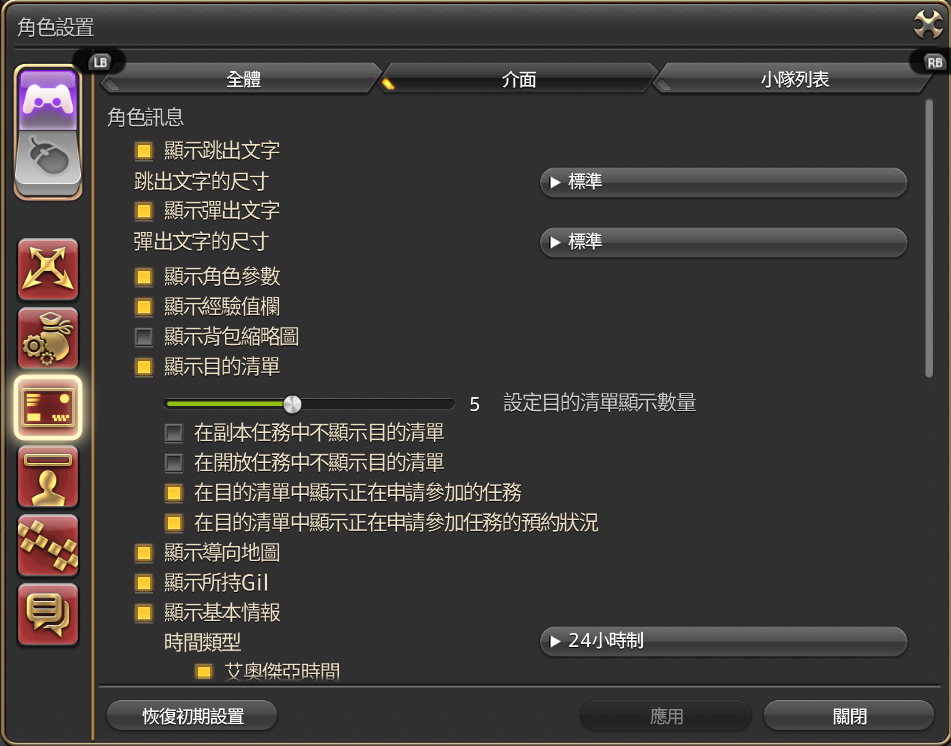 角色設置
LB
全體
介面
小隊列表
RB
角色訊息
顯示跳出文字
跳出文字的尺寸
標準
顯示彈出文字
彈出文字的尺寸
標準
顯示角色參數
顯示經驗值欄
顯示背包縮略圖
顯示目的清單
5 設定目的清單顯示數量
在副本任務中不顯示目的清單
在開放任務中不顯示目的清單
在目的清單中顯示正在申請參加的任務
在目的清單中顯示正在申請參加任務的預約狀況
顯示導向地圖
顯示所持Gil
顯示基本情報
時間類型
24小時制
艾奧傑亞時間
恢復初期設置
應用
關閉